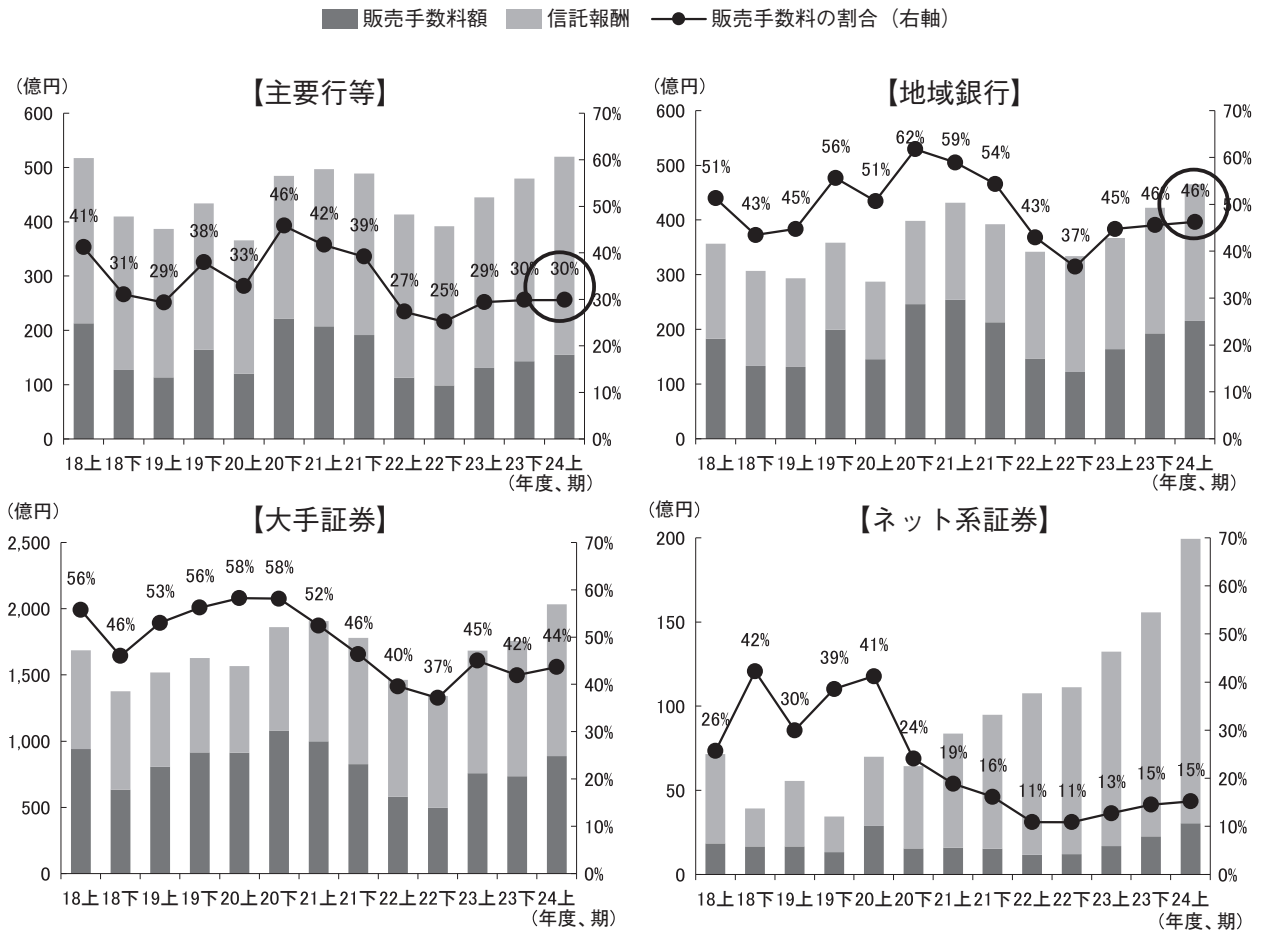 販売手数料額 信託報酬 販売手数料の割合（右軸）
（億円）
【主要行等】
600
500
400
300
200
100
0
70%
60%
50%
40%
30%
20%
10%
0%
41% 31% 29% 38% 33% 46% 42% 39% 27% 25% 29% 30% 30%
18上 18下 19上 19下 20上 20下 21上 21下 22上 22下 23上 23下 24上
（年度、期）
（億円）
【地域銀行】
600
500
400
300
200
100
0
70%
60%
50%
40%
30%
20%
10%
0%
51% 43% 45% 56% 51% 62% 59% 54% 43% 37% 45% 46% 46%
18上 18下 19上 19下 20上 20下 21上 21下 22上 22下 23上 23下 24上
（年度、期）
（億円）
【大手証券】
2,500
2,000
1,500
1,000
500
0
70%
60%
50%
40%
30%
20%
10%
0%
56% 46% 53% 56% 58% 58% 52% 46% 40% 37% 45% 42% 44%
18上 18下 19上 19下 20上 20下 21上 21下 22上 22下 23上 23下 24上
（年度、期）
（億円）
【ネット系証券】
200
150
100
50
0
70%
60%
50%
40%
30%
20%
10%
0%
26% 42% 30% 39% 41% 24% 19% 16% 11% 11% 13% 15% 15%
18上 18下 19上 19下 20上 20下 21上 21下 22上 22下 23上 23下 24上
（年度、期）